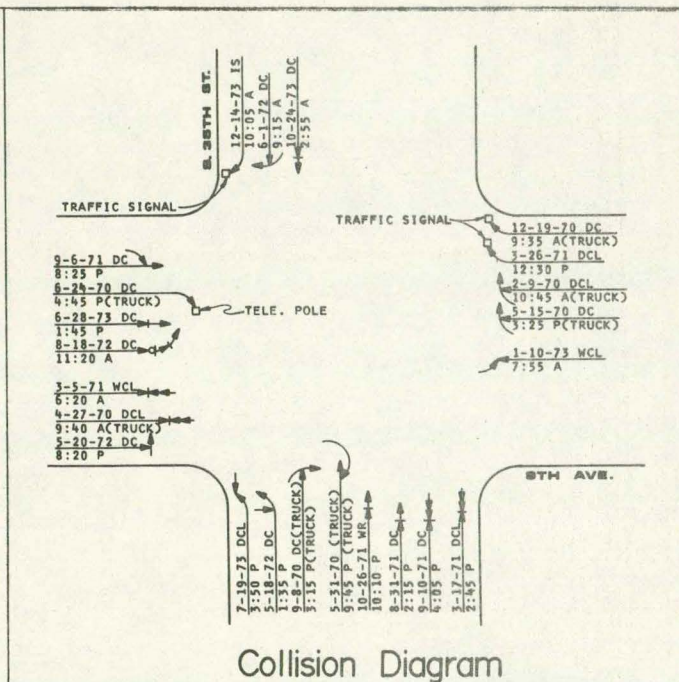 S. 35TH ST.
12-14-73 IS
10:05 A
6-1-72 DC
9:15 A
10-24-73 DC
2:55 A
TRAFFIC SIGNAL
TRAFFIC SIGNAL
12-19-70 DC
9:35 A(TRUCK)
3-26-71 DCL
12:30 P
2-9-70 DCL
10:45 A(TRUCK)
5-15-70 DC
3:25 P(TRUCK)
1-10-73 WCL
7:55 A
9-6-71 DC
8:25 P
6-24-70 DC
4:45 P(TRUCK)
TELE. POLE
6-28-73 DC
1:45 P
8-18-72 DC
11:20 A
3-5-71 WCL
6:20 A
4-27-70 DCL
9:40 A(TRUCK)
5-20-72 DC
8:20 P
9TH AVE.
7-19-73 DCL
3:50 P
5-18-72 DC
1:35 P
9-8-70 DC(TRUCK)
3:15 P(TRUCK)
5-31-70 (TRUCK)
9:45 P (TRUCK)
10-26-71 WR
10:10 P
8-31-71 DC
2:15 P
9-10-71 DC
4:05 P
3-17-71 DCL
2:45 P
Collision Diagram